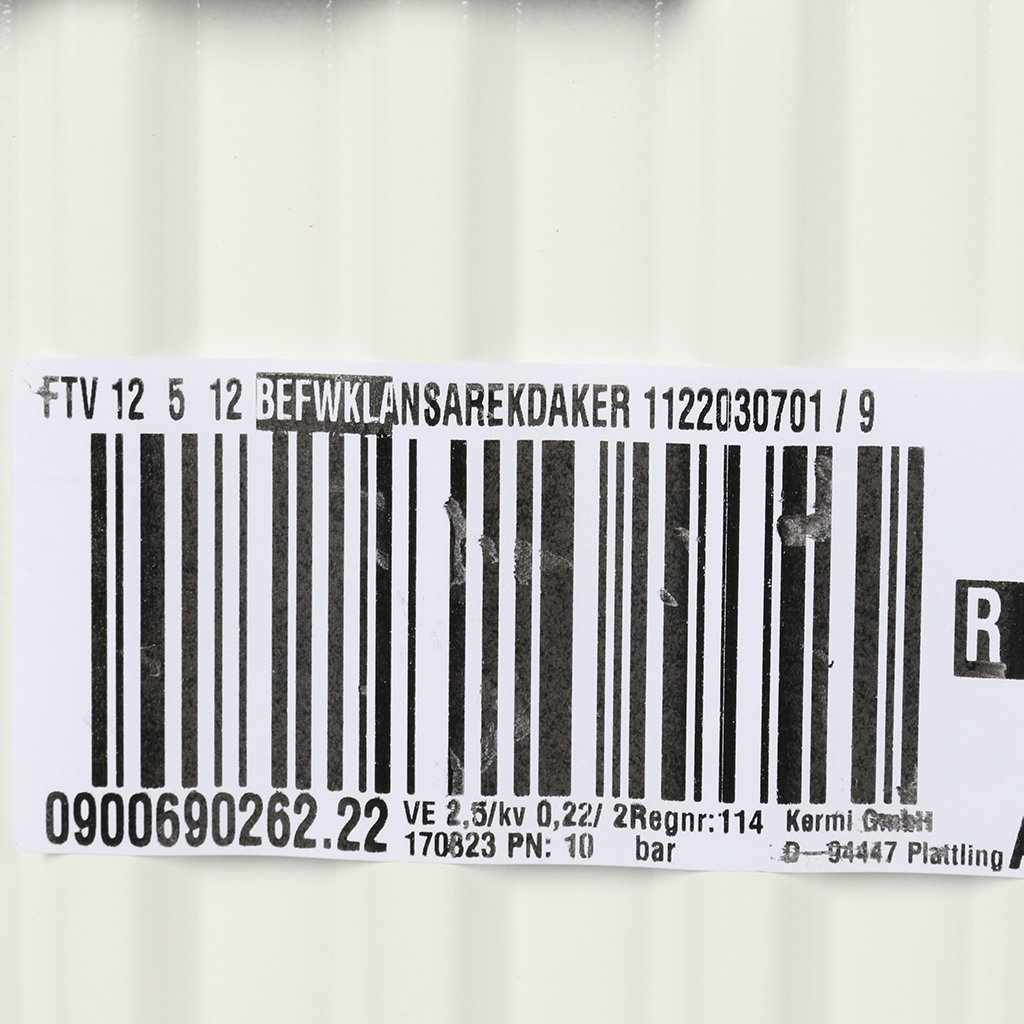 FTV 12 5 12 BEFWKLANSAREKDAKER 1122030701 / 9
R
0900690262.22
VE 2,5/kv 0,22/ 2Regnr:114
170823 PN: 10 bar
Kermi GmbH
D-94447 Plattling